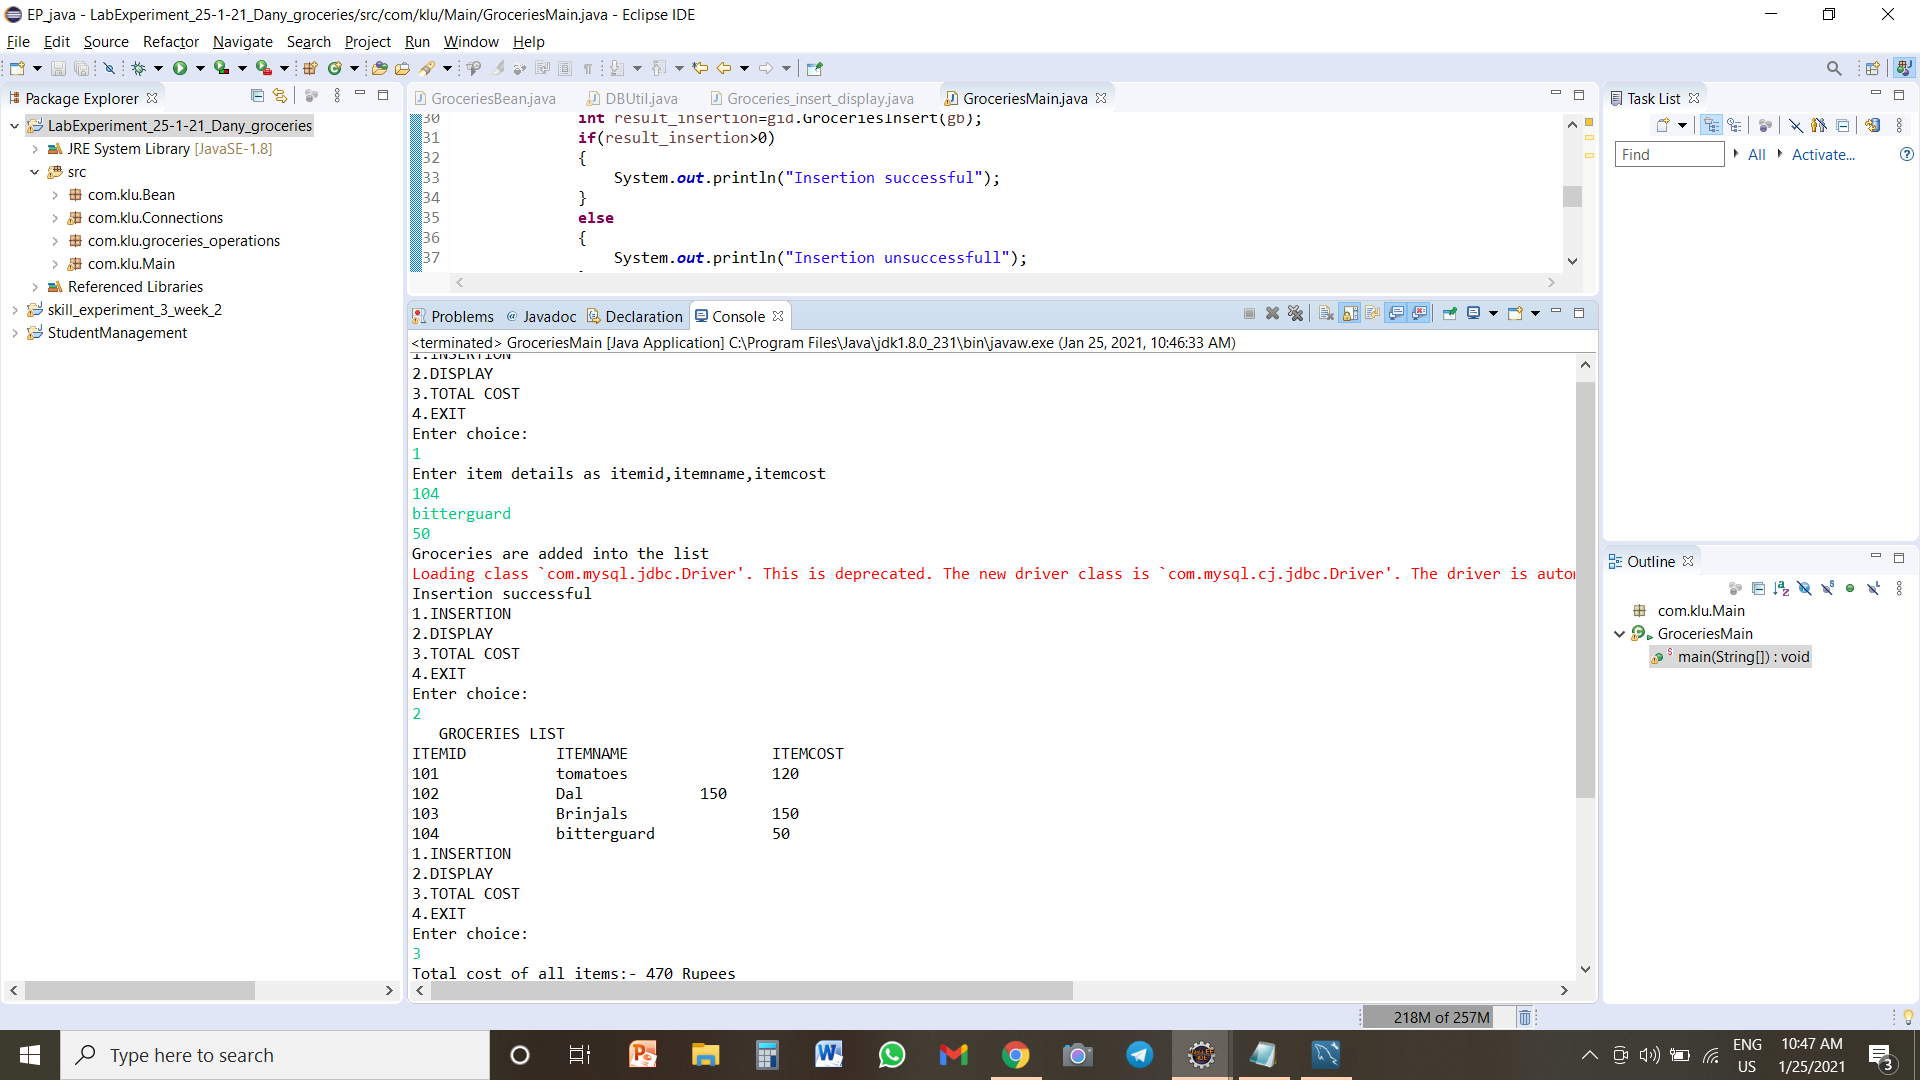 EP_java - LabExperiment_25-1-21_Dany_groceries/src/com/klu/Main/GroceriesMain.java - Eclipse IDE
File Edit Source Refactor Navigate Search Project Run Window Help
Package Explorer
LabExperiment_25-1-21_Dany_groceries
JRE System Library [JavaSE-1.8]
src
com.klu.Bean
com.klu.Connections
com.klu.groceries_operations
com.klu.Main
Referenced Libraries
skill_experiment_3_week_2
StudentManagement
GroceriesBean.java DBUtil.java Groceries_insert_display.java GroceriesMain.java
30 int result_insertion=gid.GroceriesInsert(gb);
31 if(result_insertion>0)
32 {
33 System.out.println("Insertion successful");
34 }
35 else
36 {
37 System.out.println("Insertion unsuccessfull");
Problems @ Javadoc Declaration Console
<terminated> GroceriesMain [Java Application] C:\Program Files\Java\jdk1.8.0_231\bin\javaw.exe (Jan 25, 2021, 10:46:33 AM)
1.INSERTION
2.DISPLAY
3.TOTAL COST
4.EXIT
Enter choice:
1
Enter item details as itemid,itemname,itemcost
104
bitterguard
50
Groceries are added into the list
Loading class `com.mysql.jdbc.Driver'. This is deprecated. The new driver class is `com.mysql.cj.jdbc.Driver'. The driver is autom
Insertion successful
1.INSERTION
2.DISPLAY
3.TOTAL COST
4.EXIT
Enter choice:
2
GROCERIES LIST
ITEMID ITEMNAME ITEMCOST
101 tomatoes 120
102 Dal 150
103 Brinjals 150
104 bitterguard 50
1.INSERTION
2.DISPLAY
3.TOTAL COST
4.EXIT
Enter choice:
3
Total cost of all items:- 470 Rupees
Task List
Find All Activate...
Outline
com.klu.Main
GroceriesMain
main(String[]) : void
218M of 257M
Type here to search
ENG
US
10:47 AM
1/25/2021
3